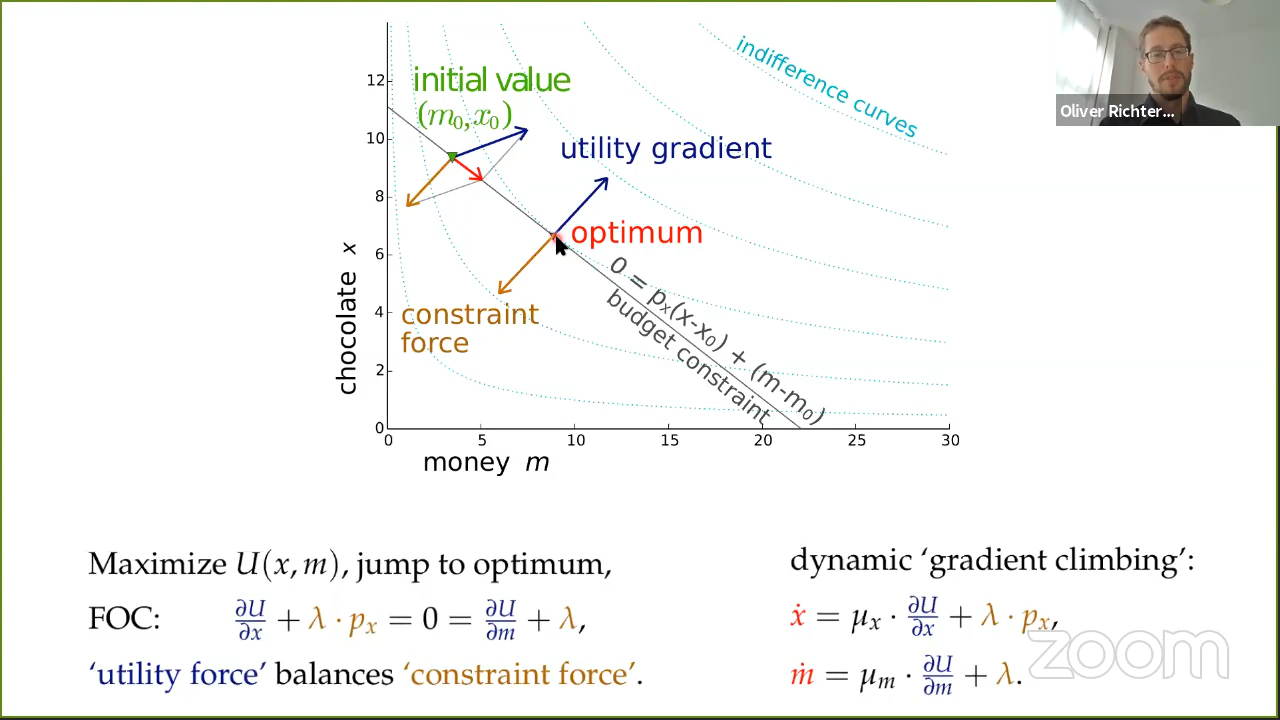 indifference curves
Oliver Richter...
initial value
(m₀,x₀)
utility gradient
optimum
constraint
force
0 = pₓ(x-x₀) + (m-m₀)
budget constraint
chocolate x
12
10
8
6
4
2
0
0 5 10 15 20 25 30
money m
Maximize U(x, m), jump to optimum,
FOC: ∂U/∂x + λ · pₓ = 0 = ∂U/∂m + λ,
‘utility force’ balances ‘constraint force’.
dynamic ‘gradient climbing’:
ẋ = μₓ · ∂U/∂x + λ · pₓ,
ṁ = μₘ · ∂U/∂m + λ.
zoom